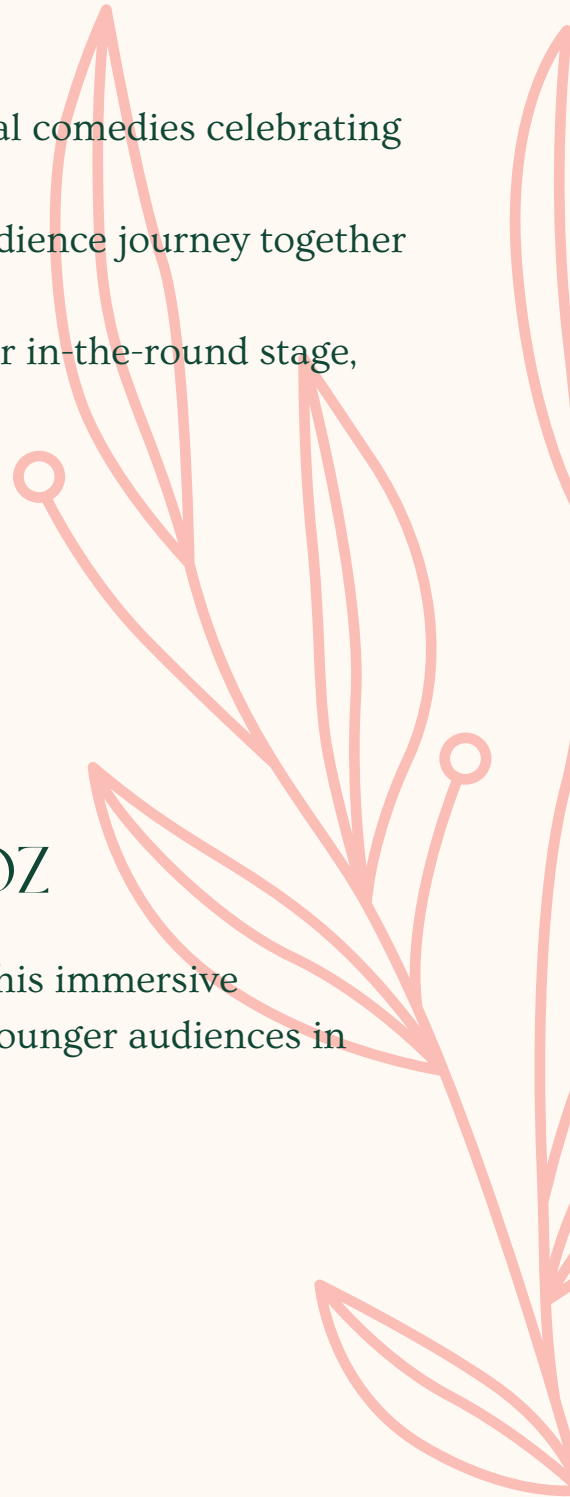 al comedies celebrating
dience journey together
r in-the-round stage,
OZ
his immersive
ounger audiences in